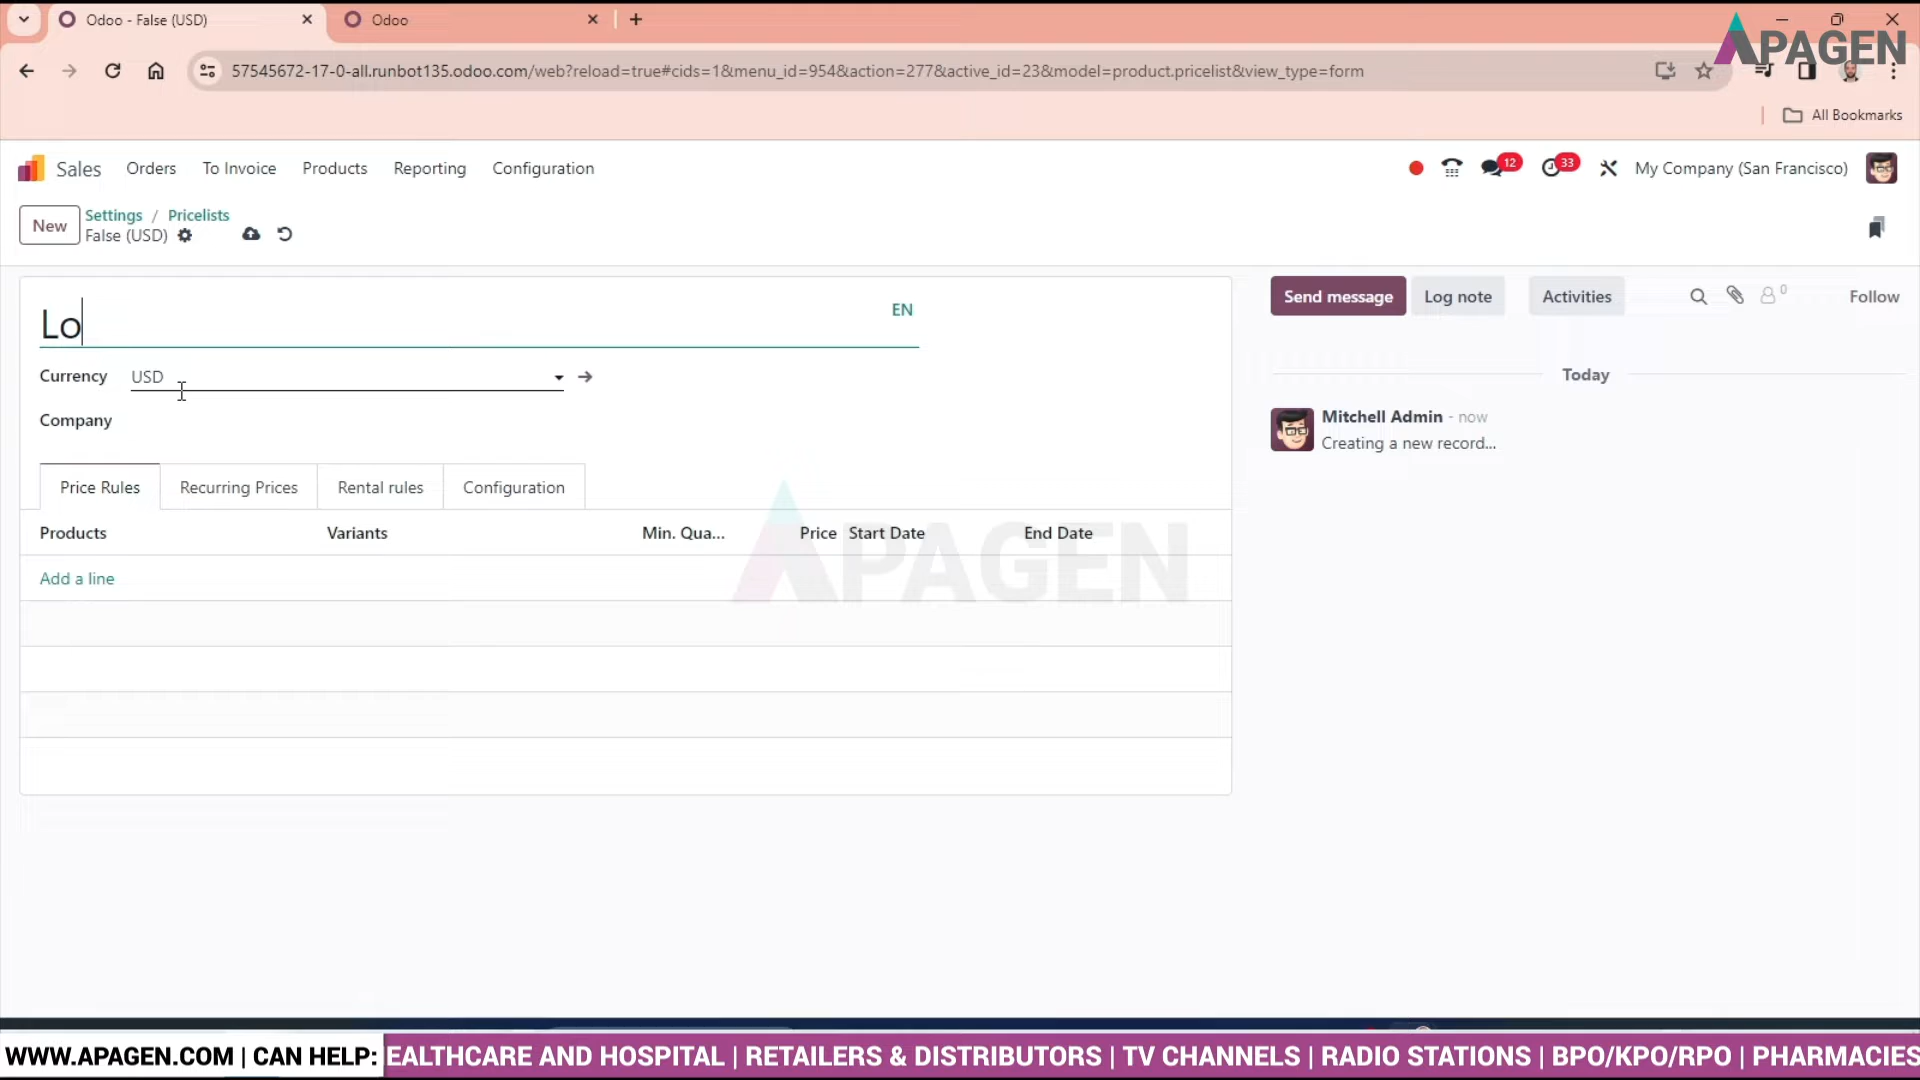 Odoo - False (USD)
Odoo
APAGEN
57545672-17-0-all.runbot135.odoo.com/web?reload=true#cids=1&menu_id=954&action=277&active_id=23&model=product.pricelist&view_type=form
All Bookmarks
Sales Orders To Invoice Products Reporting Configuration
12 33 My Company (San Francisco)
New Settings / Pricelists
False (USD)
Lo EN
Send message Log note Activities 0 Follow
Currency USD
Today
Company
Mitchell Admin - now
Creating a new record...
Price Rules Recurring Prices Rental rules Configuration
Products Variants Min. Qua... Price Start Date End Date
APAGEN
Add a line
WWW.APAGEN.COM | CAN HELP: EALTHCARE AND HOSPITAL | RETAILERS & DISTRIBUTORS | TV CHANNELS | RADIO STATIONS | BPO/KPO/RPO | PHARMACIES